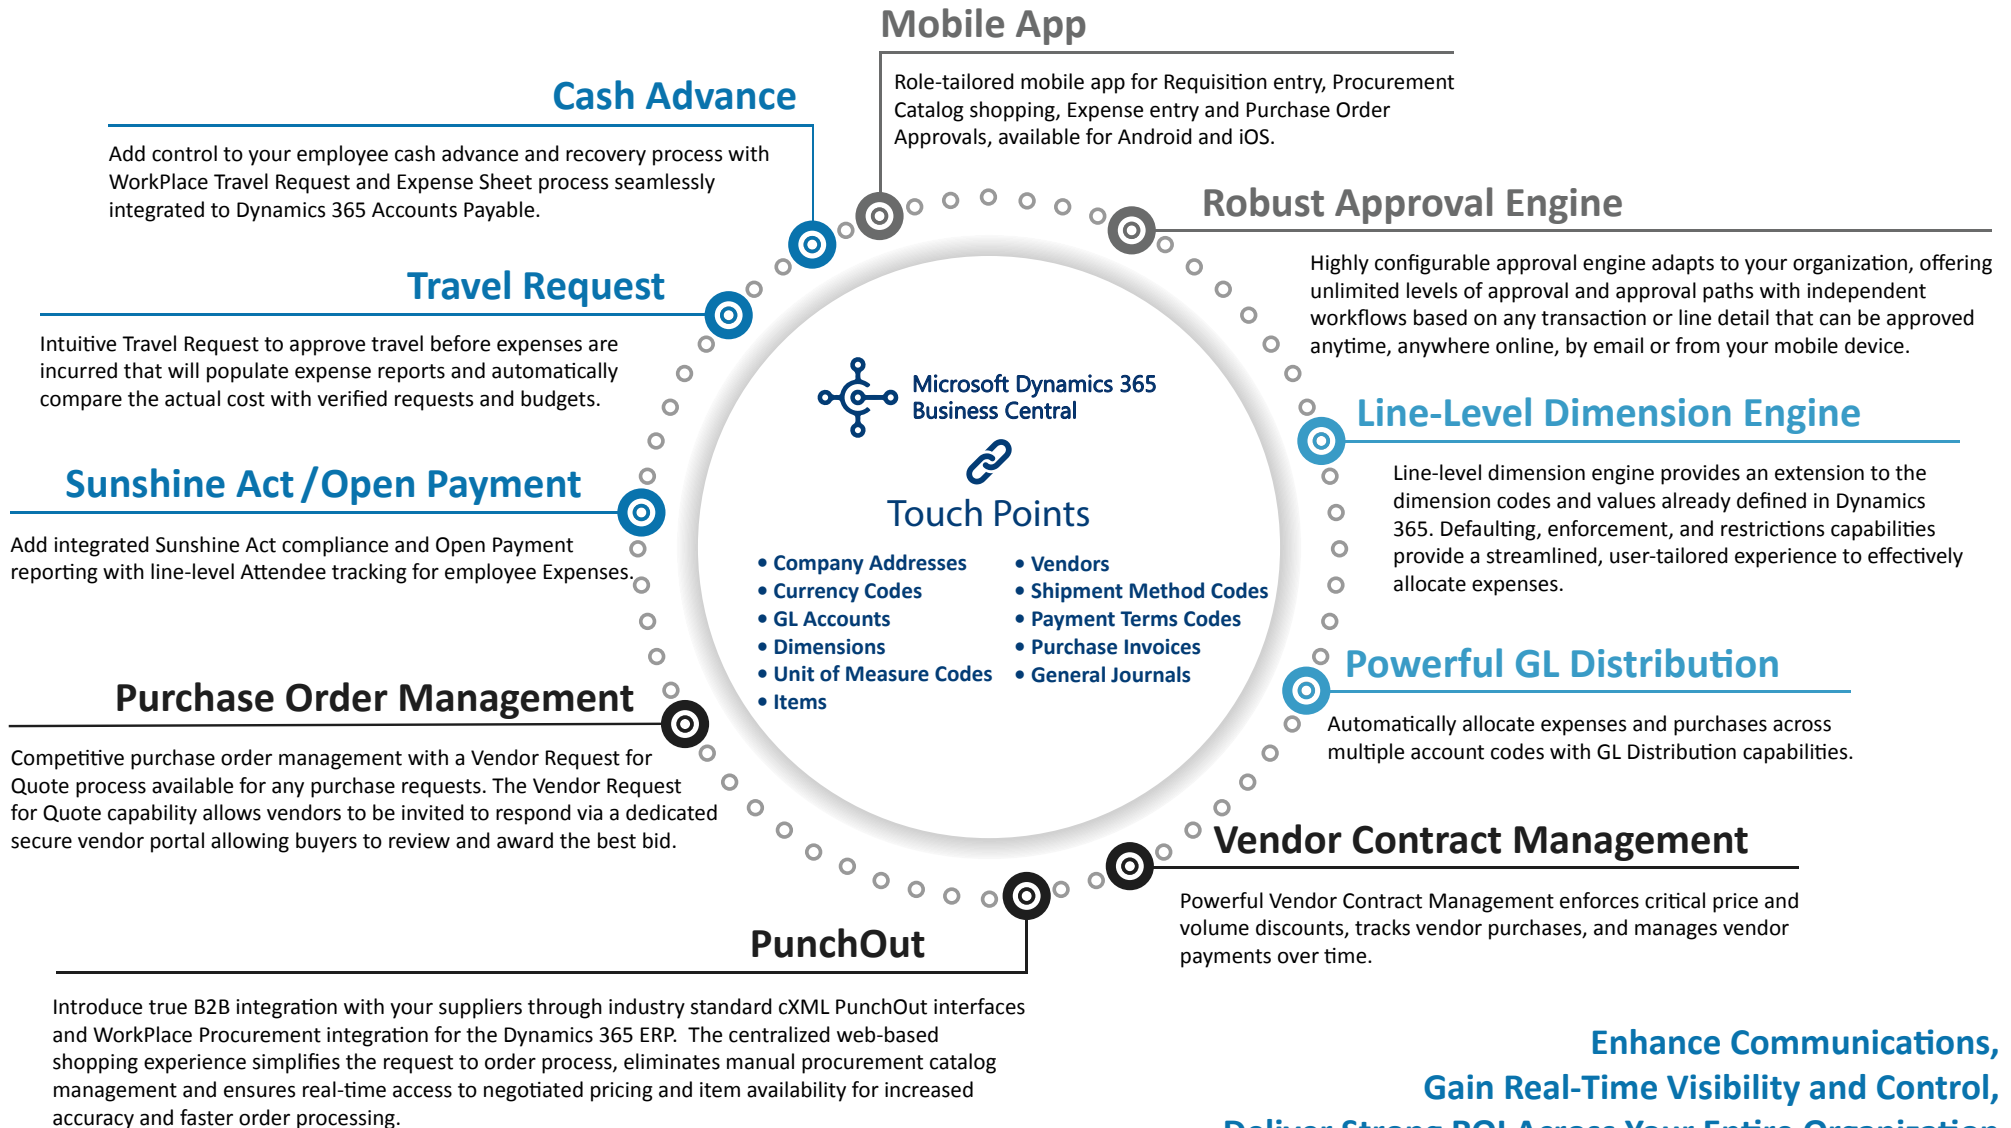 Mobile App
Role-tailored mobile app for Requisition entry, Procurement
Catalog shopping, Expense entry and Purchase Order
Approvals, available for Android and iOS.
Cash Advance
Add control to your employee cash advance and recovery process with
WorkPlace Travel Request and Expense Sheet process seamlessly
integrated to Dynamics 365 Accounts Payable.
Robust Approval Engine
Highly configurable approval engine adapts to your organization, offering
unlimited levels of approval and approval paths with independent
workflows based on any transaction or line detail that can be approved
anytime, anywhere online, by email or from your mobile device.
Travel Request
Intuitive Travel Request to approve travel before expenses are
incurred that will populate expense reports and automatically
compare the actual cost with verified requests and budgets.
Microsoft Dynamics 365
Business Central
Touch Points
• Company Addresses
• Currency Codes
• GL Accounts
• Dimensions
• Unit of Measure Codes
• Items
• Vendors
• Shipment Method Codes
• Payment Terms Codes
• Purchase Invoices
• General Journals
Line-Level Dimension Engine
Line-level dimension engine provides an extension to the
dimension codes and values already defined in Dynamics
365. Defaulting, enforcement, and restrictions capabilities
provide a streamlined, user-tailored experience to effectively
allocate expenses.
Sunshine Act / Open Payment
Add integrated Sunshine Act compliance and Open Payment
reporting with line-level Attendee tracking for employee Expenses.
Powerful GL Distribution
Automatically allocate expenses and purchases across
multiple account codes with GL Distribution capabilities.
Purchase Order Management
Competitive purchase order management with a Vendor Request for
Quote process available for any purchase requests. The Vendor Request
for Quote capability allows vendors to be invited to respond via a dedicated
secure vendor portal allowing buyers to review and award the best bid.
Vendor Contract Management
Powerful Vendor Contract Management enforces critical price and
volume discounts, tracks vendor purchases, and manages vendor
payments over time.
PunchOut
Introduce true B2B integration with your suppliers through industry standard cXML PunchOut interfaces
and WorkPlace Procurement integration for the Dynamics 365 ERP. The centralized web-based
shopping experience simplifies the request to order process, eliminates manual procurement catalog
management and ensures real-time access to negotiated pricing and item availability for increased
accuracy and faster order processing.
Enhance Communications,
Gain Real-Time Visibility and Control,
Deliver Strong ROI Across Your Entire Organization